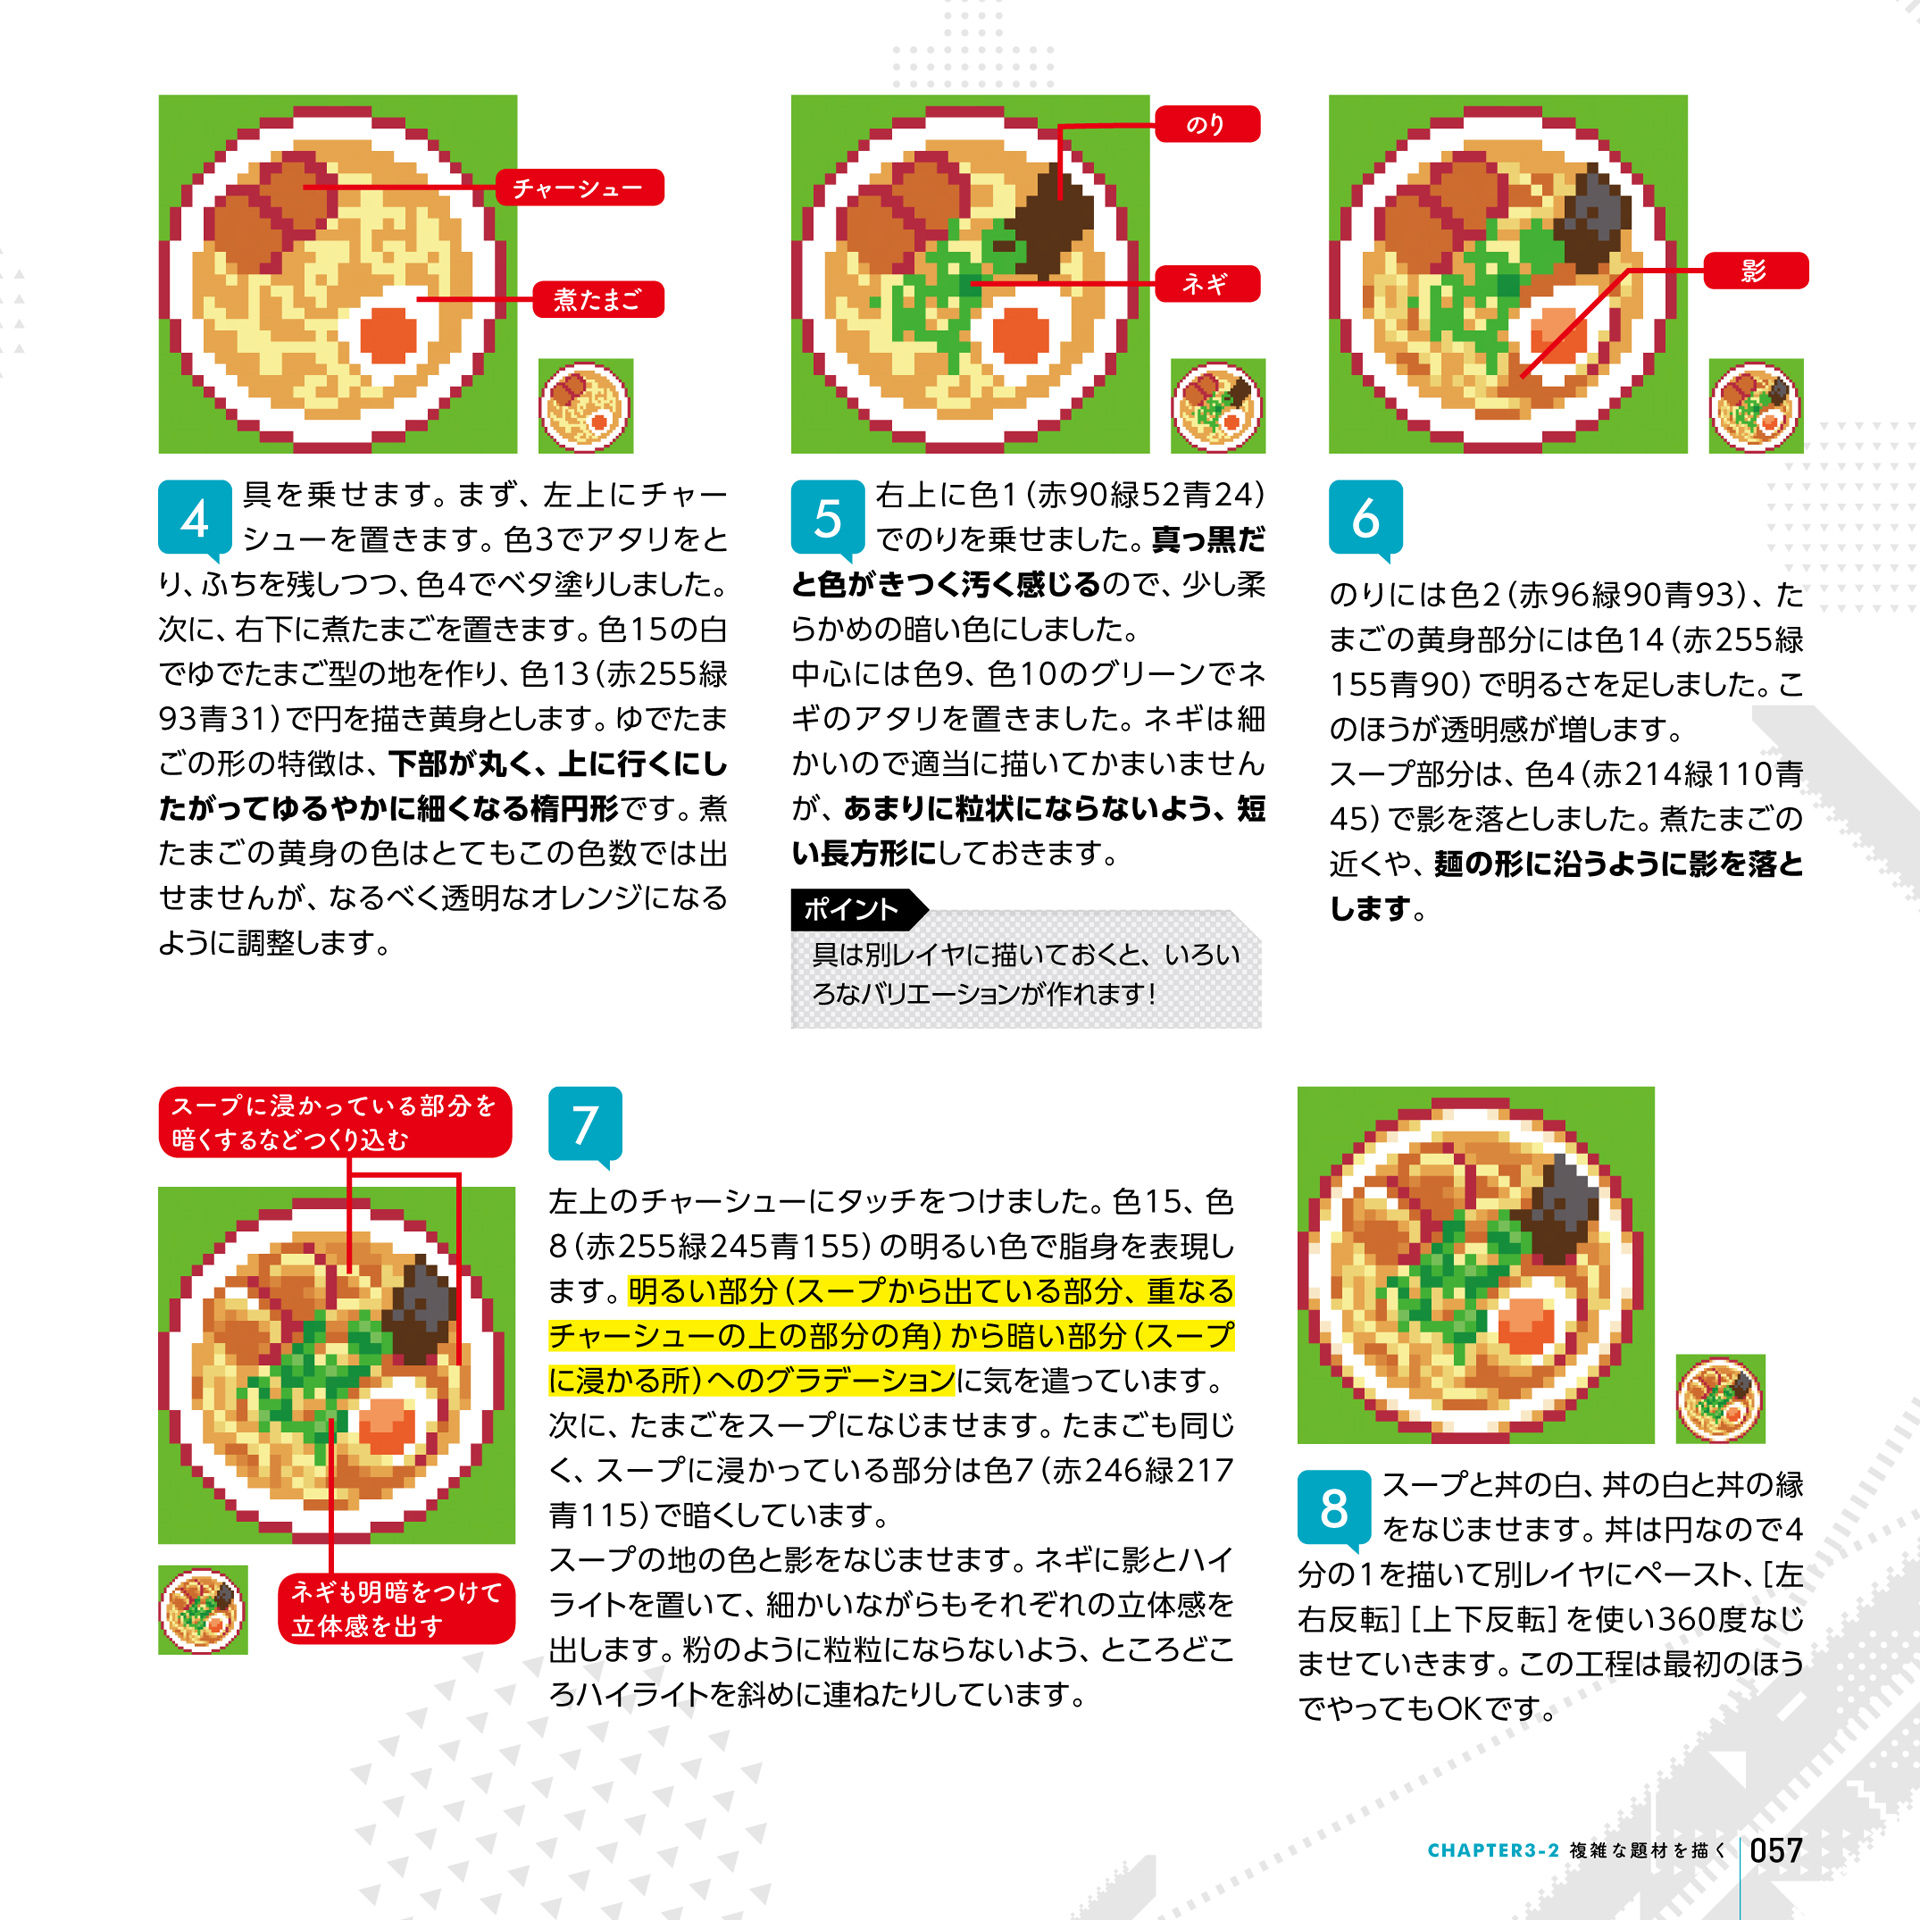 チャーシュー
煮たまご
4
具を乗せます。まず、左上にチャー
シューを置きます。色3でアタリをと
り、ふちを残しつつ、色4でベタ塗りしました。
次に、右下に煮たまごを置きます。色15の白
でゆでたまご型の地を作り、色13(赤255緑
93青31)で円を描き黄身とします。ゆでたま
ごの形の特徴は、下部が丸く、上に行くにし
たがってゆるやかに細くなる楕円形です。煮
たまごの黄身の色はとてもこの色数では出
せませんが、なるべく透明なオレンジになる
ように調整します。
のり
ネギ
5
右上に色1(赤90緑52青24)
でのりを乗せました。真っ黒だ
と色がきつく汚く感じるので、少し柔
らかめの暗い色にしました。
中心には色9、色10のグリーンでネ
ギのアタリを置きました。ネギは細
かいので適当に描いてかまいません
が、あまりに粒状にならないよう、短
い長方形にしておきます。
ポイント
具は別レイヤに描いておくと、いろい
ろなバリエーションが作れます!
影
6
のりには色2(赤96緑90青93)、た
まごの黄身部分には色14(赤255緑
155青90)で明るさを足しました。こ
のほうが透明感が増します。
スープ部分は、色4(赤214緑110青
45)で影を落としました。煮たまごの
近くや、麺の形に沿うように影を落と
します。
スープに浸かっている部分を
暗くするなどつくり込む
ネギも明暗をつけて
立体感を出す
7
左上のチャーシューにタッチをつけました。色15、色
8(赤255緑245青155)の明るい色で脂身を表現し
ます。明るい部分(スープから出ている部分、重なる
チャーシューの上の部分の角)から暗い部分(スープ
に浸かる所)へのグラデーションに気を遣っています。
次に、たまごをスープになじませます。たまごも同じ
く、スープに浸かっている部分は色7(赤246緑217
青115)で暗くしています。
スープの地の色と影をなじませます。ネギに影とハイ
ライトを置いて、細かいながらもそれぞれの立体感を
出します。粉のように粒粒にならないよう、ところどこ
ろハイライトを斜めに連ねたりしています。
8
スープと丼の白、丼の白と丼の縁
をなじませます。丼は円なので4
分の1を描いて別レイヤにペースト、[左
右反転][上下反転]を使い360度なじ
ませていきます。この工程は最初のほう
でやってもOKです。
CHAPTER3-2 複雑な題材を描く 057